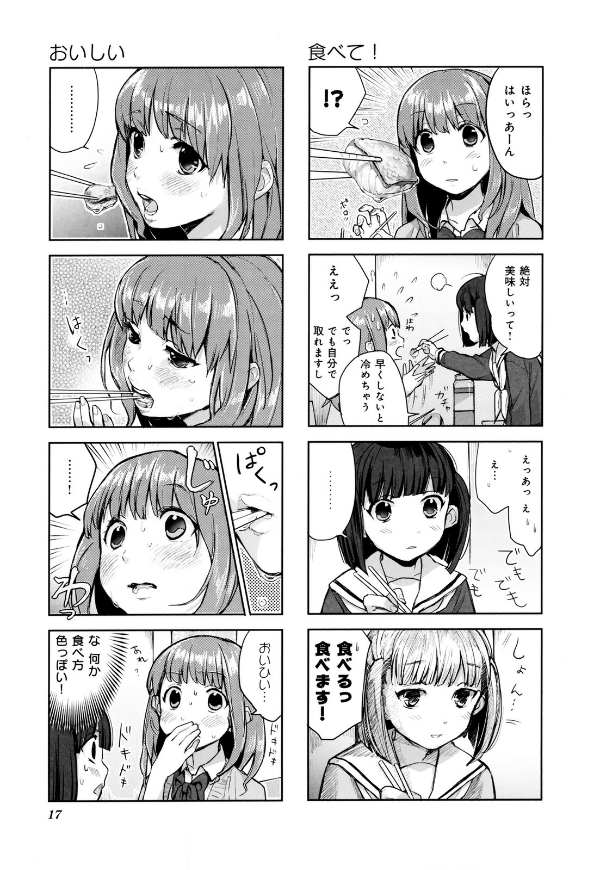 食べて！
ほらっ
はいっあーん
!?
ポロッ
絶対
美味しいって！
ええっ
でっ
でも自分で
取れますし
早くしないと
冷めちゃう
ほわ
ガチャ
えっあっ ぇ
え…
でも
でも
………
しょん…
食べるっ
食べます！
おいしい
…………
ぱくっ
ぱくっ
じゅ
わっ
……！
おいひい…
あれ？
ドキドキ
ドキドキ
な 何か
食べ方
色っぽい！
17